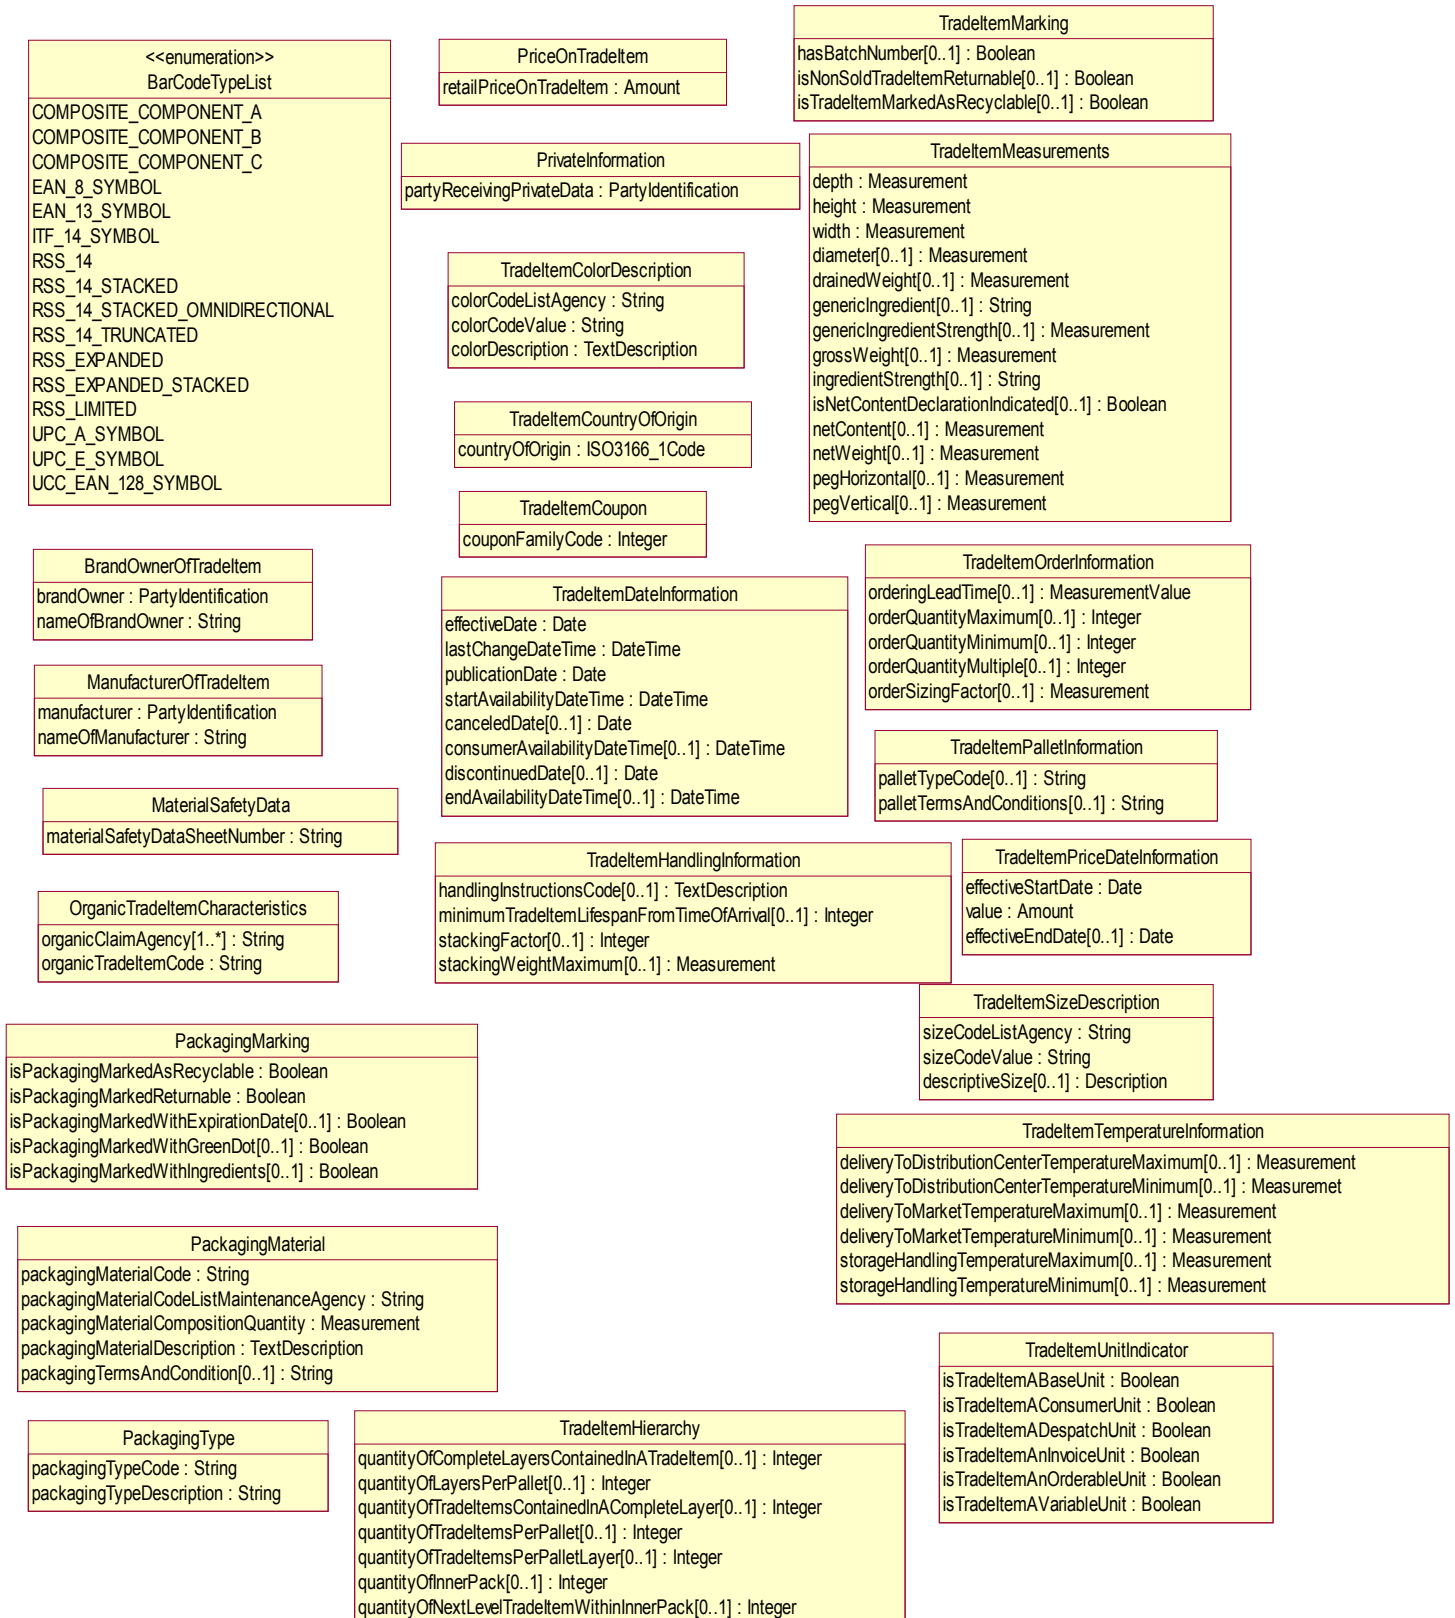 <<enumeration>>
BarCodeTypeList
COMPOSITE_COMPONENT_A
COMPOSITE_COMPONENT_B
COMPOSITE_COMPONENT_C
EAN_8_SYMBOL
EAN_13_SYMBOL
ITF_14_SYMBOL
RSS_14
RSS_14_STACKED
RSS_14_STACKED_OMNIDIRECTIONAL
RSS_14_TRUNCATED
RSS_EXPANDED
RSS_EXPANDED_STACKED
RSS_LIMITED
UPC_A_SYMBOL
UPC_E_SYMBOL
UCC_EAN_128_SYMBOL
BrandOwnerOfTradeItem
brandOwner : PartyIdentification
nameOfBrandOwner : String
ManufacturerOfTradeItem
manufacturer : PartyIdentification
nameOfManufacturer : String
MaterialSafetyData
materialSafetyDataSheetNumber : String
OrganicTradeItemCharacteristics
organicClaimAgency[1..*] : String
organicTradeItemCode : String
PackagingMarking
isPackagingMarkedAsRecyclable : Boolean
isPackagingMarkedReturnable : Boolean
isPackagingMarkedWithExpirationDate[0..1] : Boolean
isPackagingMarkedWithGreenDot[0..1] : Boolean
isPackagingMarkedWithIngredients[0..1] : Boolean
PackagingMaterial
packagingMaterialCode : String
packagingMaterialCodeListMaintenanceAgency : String
packagingMaterialCompositionQuantity : Measurement
packagingMaterialDescription : TextDescription
packagingTermsAndCondition[0..1] : String
PackagingType
packagingTypeCode : String
packagingTypeDescription : String
PriceOnTradeItem
retailPriceOnTradeItem : Amount
PrivateInformation
partyReceivingPrivateData : PartyIdentification
TradeItemColorDescription
colorCodeListAgency : String
colorCodeValue : String
colorDescription : TextDescription
TradeItemCountryOfOrigin
countryOfOrigin : ISO3166_1Code
TradeItemCoupon
couponFamilyCode : Integer
TradeItemDateInformation
effectiveDate : Date
lastChangeDateTime : DateTime
publicationDate : Date
startAvailabilityDateTime : DateTime
canceledDate[0..1] : Date
consumerAvailabilityDateTime[0..1] : DateTime
discontinuedDate[0..1] : Date
endAvailabilityDateTime[0..1] : DateTime
TradeItemHandlingInformation
handlingInstructionsCode[0..1] : TextDescription
minimumTradeItemLifespanFromTimeOfArrival[0..1] : Integer
stackingFactor[0..1] : Integer
stackingWeightMaximum[0..1] : Measurement
TradeItemHierarchy
quantityOfCompleteLayersContainedInATradeItem[0..1] : Integer
quantityOfLayersPerPallet[0..1] : Integer
quantityOfTradeItemsContainedInACompleteLayer[0..1] : Integer
quantityOfTradeItemsPerPallet[0..1] : Integer
quantityOfTradeItemsPerPalletLayer[0..1] : Integer
quantityOfInnerPack[0..1] : Integer
quantityOfNextLevelTradeItemWithinInnerPack[0..1] : Integer
TradeItemMarking
hasBatchNumber[0..1] : Boolean
isNonSoldTradeItemReturnable[0..1] : Boolean
isTradeItemMarkedAsRecyclable[0..1] : Boolean
TradeItemMeasurements
depth : Measurement
height : Measurement
width : Measurement
diameter[0..1] : Measurement
drainedWeight[0..1] : Measurement
genericIngredient[0..1] : String
genericIngredientStrength[0..1] : Measurement
grossWeight[0..1] : Measurement
ingredientStrength[0..1] : String
isNetContentDeclarationIndicated[0..1] : Boolean
netContent[0..1] : Measurement
netWeight[0..1] : Measurement
pegHorizontal[0..1] : Measurement
pegVertical[0..1] : Measurement
TradeItemOrderInformation
orderingLeadTime[0..1] : MeasurementValue
orderQuantityMaximum[0..1] : Integer
orderQuantityMinimum[0..1] : Integer
orderQuantityMultiple[0..1] : Integer
orderSizingFactor[0..1] : Measurement
TradeItemPalletInformation
palletTypeCode[0..1] : String
palletTermsAndConditions[0..1] : String
TradeItemPriceDateInformation
effectiveStartDate : Date
value : Amount
effectiveEndDate[0..1] : Date
TradeItemSizeDescription
sizeCodeListAgency : String
sizeCodeValue : String
descriptiveSize[0..1] : Description
TradeItemTemperatureInformation
deliveryToDistributionCenterTemperatureMaximum[0..1] : Measurement
deliveryToDistributionCenterTemperatureMinimum[0..1] : Measuremet
deliveryToMarketTemperatureMaximum[0..1] : Measurement
deliveryToMarketTemperatureMinimum[0..1] : Measurement
storageHandlingTemperatureMaximum[0..1] : Measurement
storageHandlingTemperatureMinimum[0..1] : Measurement
TradeItemUnitIndicator
isTradeItemABaseUnit : Boolean
isTradeItemAConsumerUnit : Boolean
isTradeItemADespatchUnit : Boolean
isTradeItemAnInvoiceUnit : Boolean
isTradeItemAnOrderableUnit : Boolean
isTradeItemAVariableUnit : Boolean